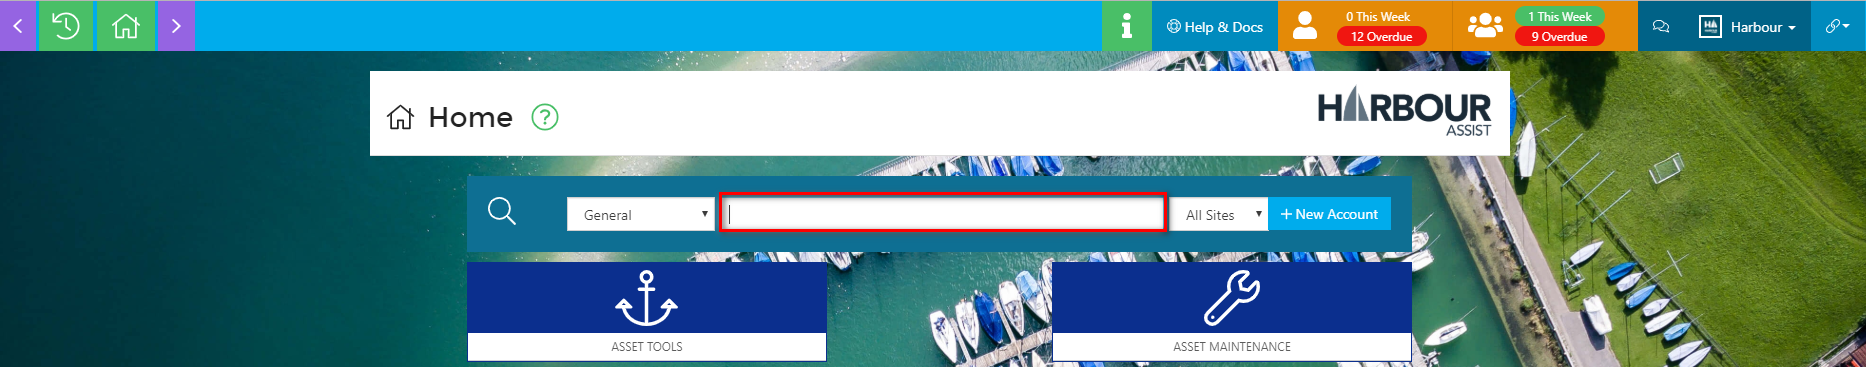 Help & Docs
0 This Week
12 Overdue
1 This Week
9 Overdue
HA
Harbour
Home ?
HARBOUR
ASSIST
General
All Sites
+ New Account
ASSET TOOLS
ASSET MAINTENANCE